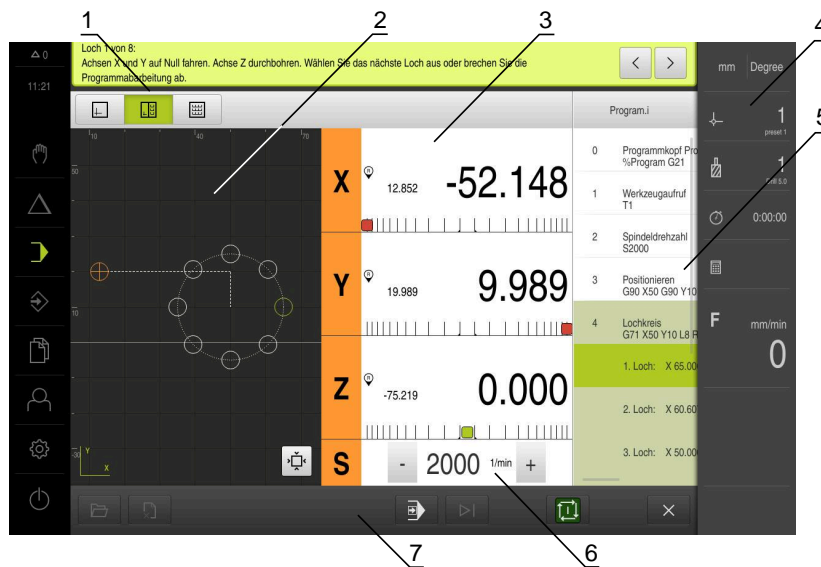 1
2
3
4
5
6
7
0
11:21
Loch 1 von 8:
Achsen X und Y auf Null fahren. Achse Z durchbohren. Wählen Sie das nächste Loch aus oder brechen Sie die
Programmabarbeitung ab.
mm Degree
1
preset 1
1
0:00:00
F mm/min
0
10 40 70
50
10
-30
Y
X
X R 12.852 -52.148
Y R 19.989 9.989
Z R -75.219 0.000
S - 2000 1/min +
Program.i
0 Programmkopf Pro
%Program G21
1 Werkzeugaufruf
T1
2 Spindeldrehzahl
S2000
3 Positionieren
G90 X50 G90 Y10
4 Lochkreis
G71 X50 Y10 L8 R
1. Loch: X 65.00
2. Loch: X 60.60
3. Loch: X 50.00